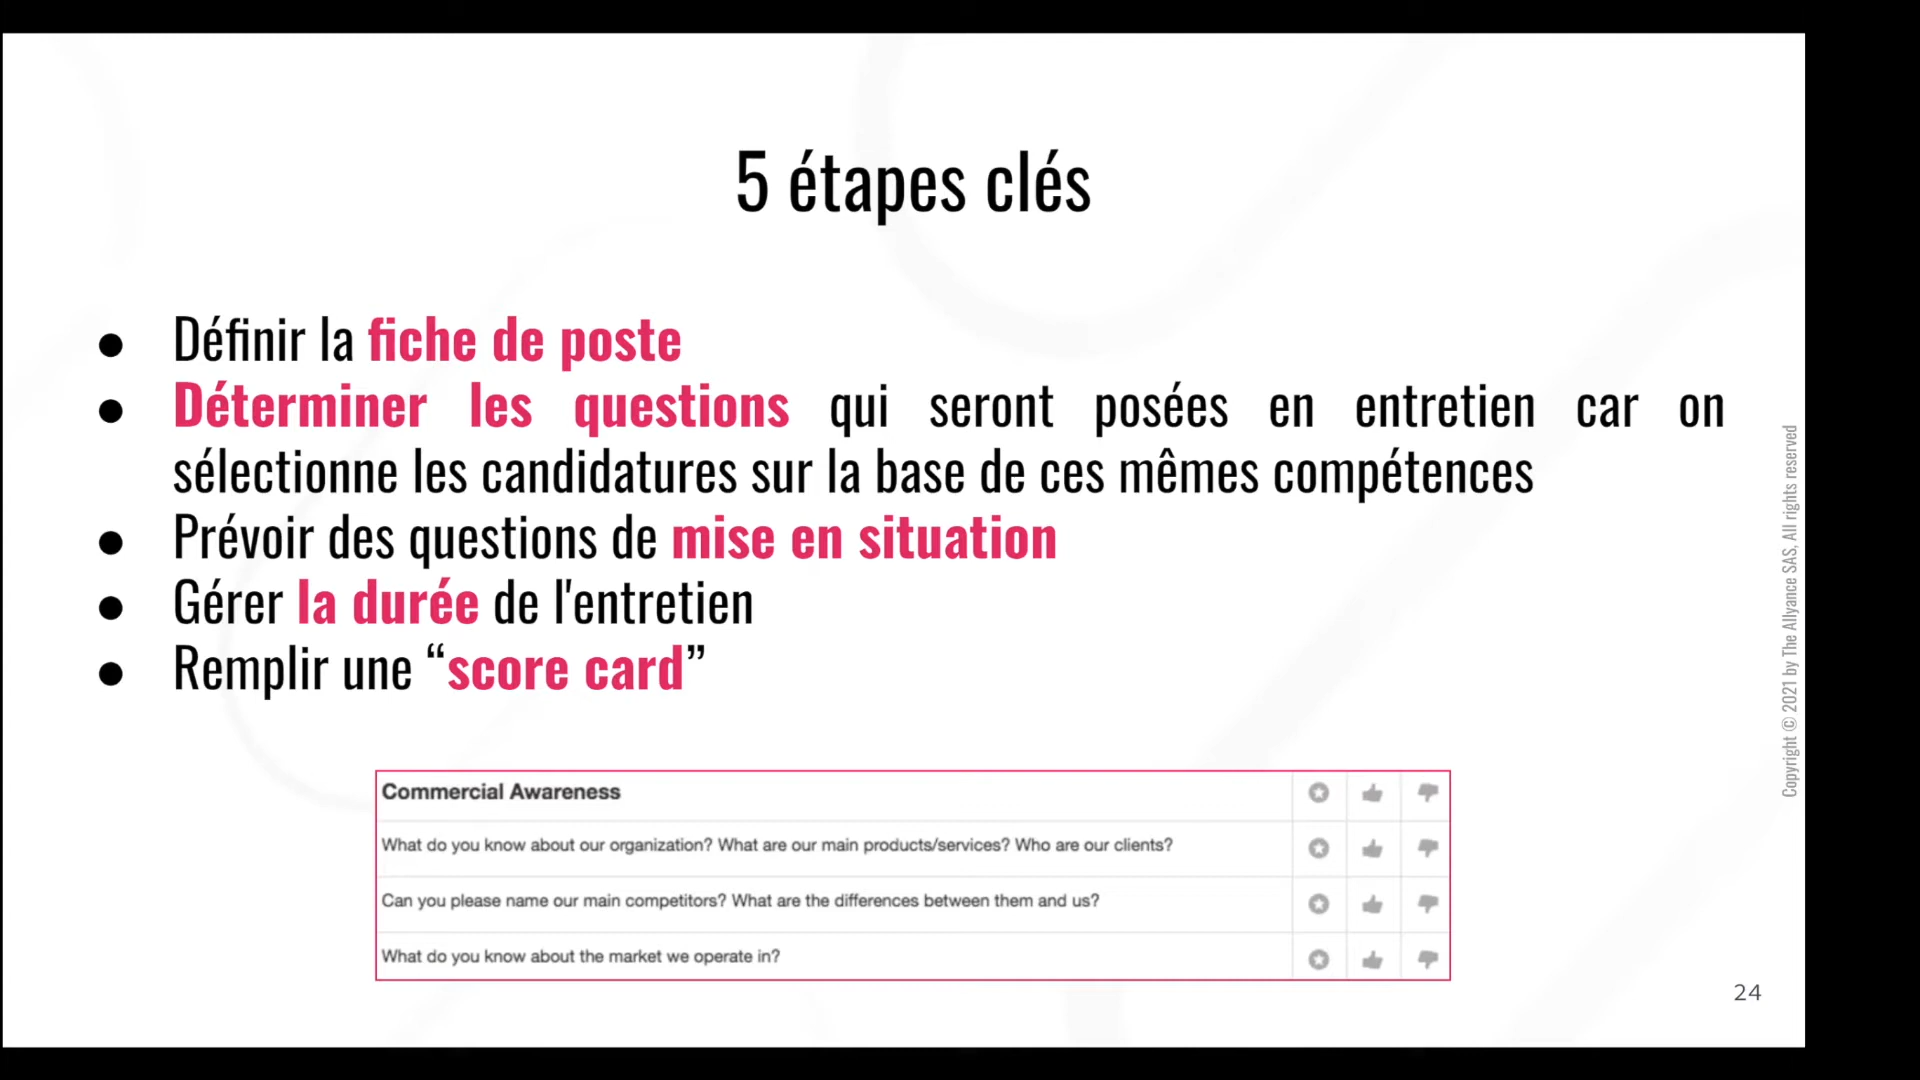 5 étapes clés
● Définir la fiche de poste
● Déterminer les questions qui seront posées en entretien car on
sélectionne les candidatures sur la base de ces mêmes compétences
● Prévoir des questions de mise en situation
● Gérer la durée de l'entretien
● Remplir une “score card”
Commercial Awareness
What do you know about our organization? What are our main products/services? Who are our clients?
Can you please name our main competitors? What are the differences between them and us?
What do you know about the market we operate in?
Copyright © 2021 by The Allyance SAS, All rights reserved
24